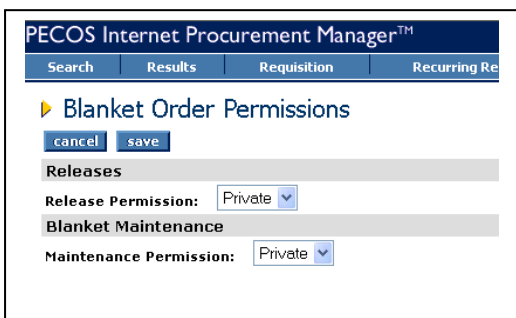 PECOS Internet Procurement Manager™
Search Results Requisition Recurring Re
Blanket Order Permissions
cancel save
Releases
Release Permission: Private
Blanket Maintenance
Maintenance Permission: Private